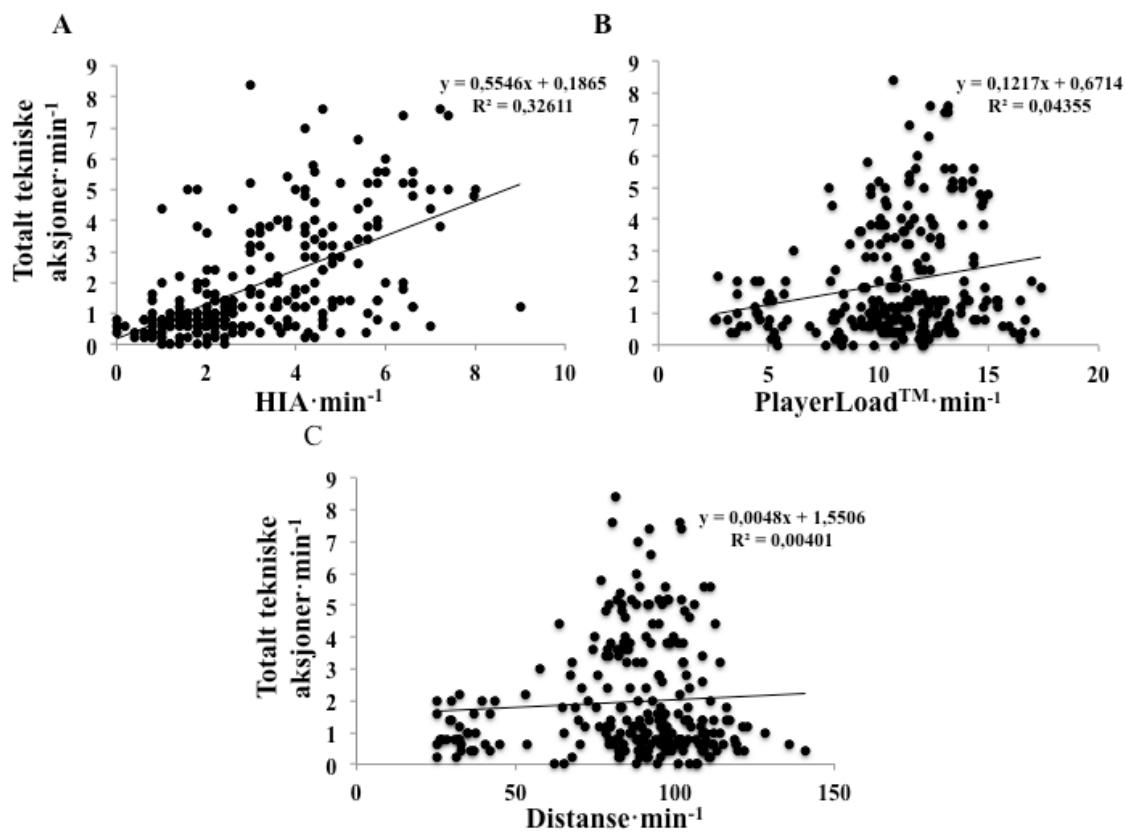 A
B
y = 0,5546x + 0,1865
R² = 0,32611
y = 0,1217x + 0,6714
R² = 0,04355
Totalt tekniske
aksjoner·min⁻¹
9
8
7
6
5
4
3
2
1
0
0 2 4 6 8 10
HIA·min⁻¹
9
8
7
6
5
4
3
2
1
0
0 5 10 15 20
PlayerLoad™·min⁻¹
C
y = 0,0048x + 1,5506
R² = 0,00401
Totalt tekniske
aksjoner·min⁻¹
9
8
7
6
5
4
3
2
1
0
0 50 100 150
Distanse·min⁻¹